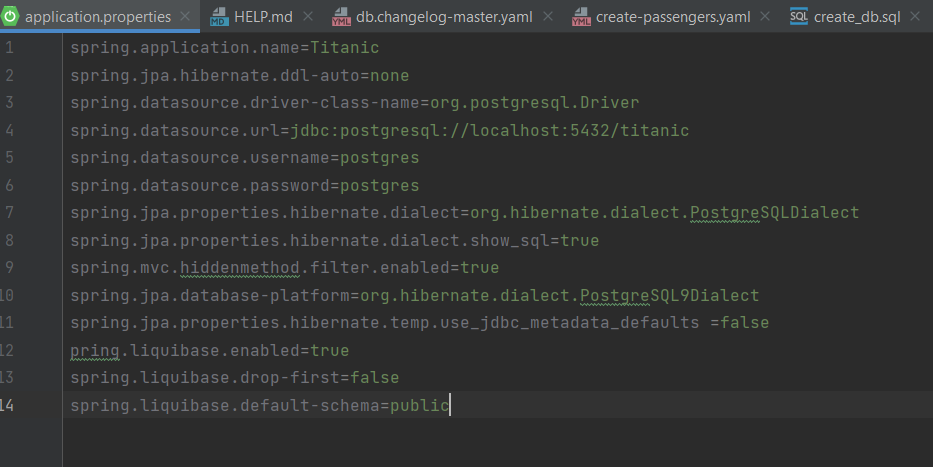 application.properties HELP.md db.changelog-master.yaml create-passengers.yaml create_db.sql
1 spring.application.name=Titanic
2 spring.jpa.hibernate.ddl-auto=none
3 spring.datasource.driver-class-name=org.postgresql.Driver
4 spring.datasource.url=jdbc:postgresql://localhost:5432/titanic
5 spring.datasource.username=postgres
6 spring.datasource.password=postgres
7 spring.jpa.properties.hibernate.dialect=org.hibernate.dialect.PostgreSQLDialect
8 spring.jpa.properties.hibernate.dialect.show_sql=true
9 spring.mvc.hiddenmethod.filter.enabled=true
10 spring.jpa.database-platform=org.hibernate.dialect.PostgreSQL9Dialect
11 spring.jpa.properties.hibernate.temp.use_jdbc_metadata_defaults =false
12 pring.liquibase.enabled=true
13 spring.liquibase.drop-first=false
14 spring.liquibase.default-schema=public